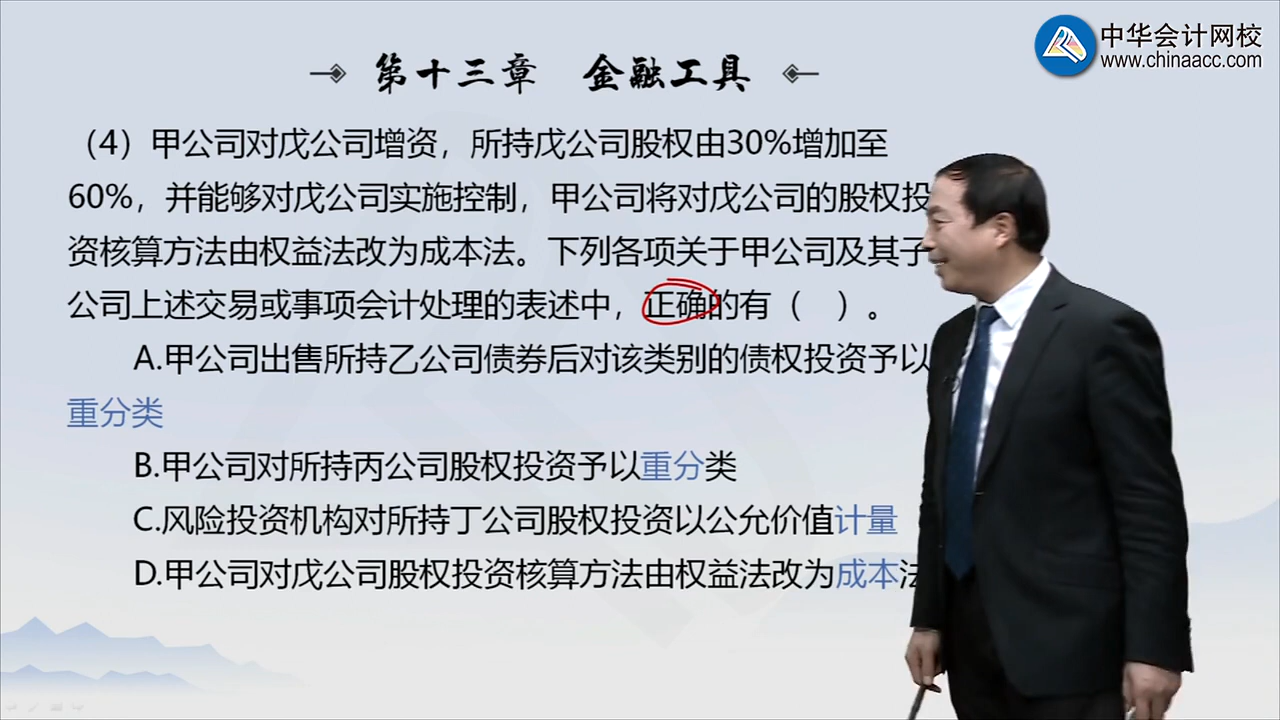 中华会计网校
www.chinaacc.com
第十三章 金融工具
（4）甲公司对戊公司增资，所持戊公司股权由30%增加至
60%，并能够对戊公司实施控制，甲公司将对戊公司的股权投
资核算方法由权益法改为成本法。下列各项关于甲公司及其子
公司上述交易或事项会计处理的表述中，正确的有（ ）。
A.甲公司出售所持乙公司债券后对该类别的债权投资予以
重分类
B.甲公司对所持丙公司股权投资予以重分类
C.风险投资机构对所持丁公司股权投资以公允价值计量
D.甲公司对戊公司股权投资核算方法由权益法改为成本法